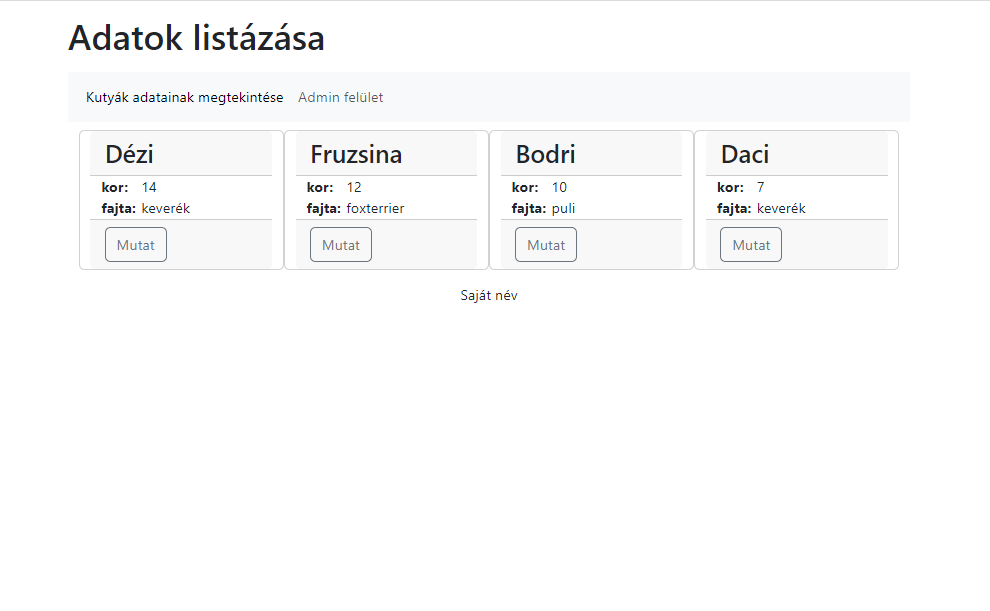 Adatok listázása
Kutyák adatainak megtekintése Admin felület
Dézi
kor: 14
fajta: keverék
Mutat
Fruzsina
kor: 12
fajta: foxterrier
Mutat
Bodri
kor: 10
fajta: puli
Mutat
Daci
kor: 7
fajta: keverék
Mutat
Saját név